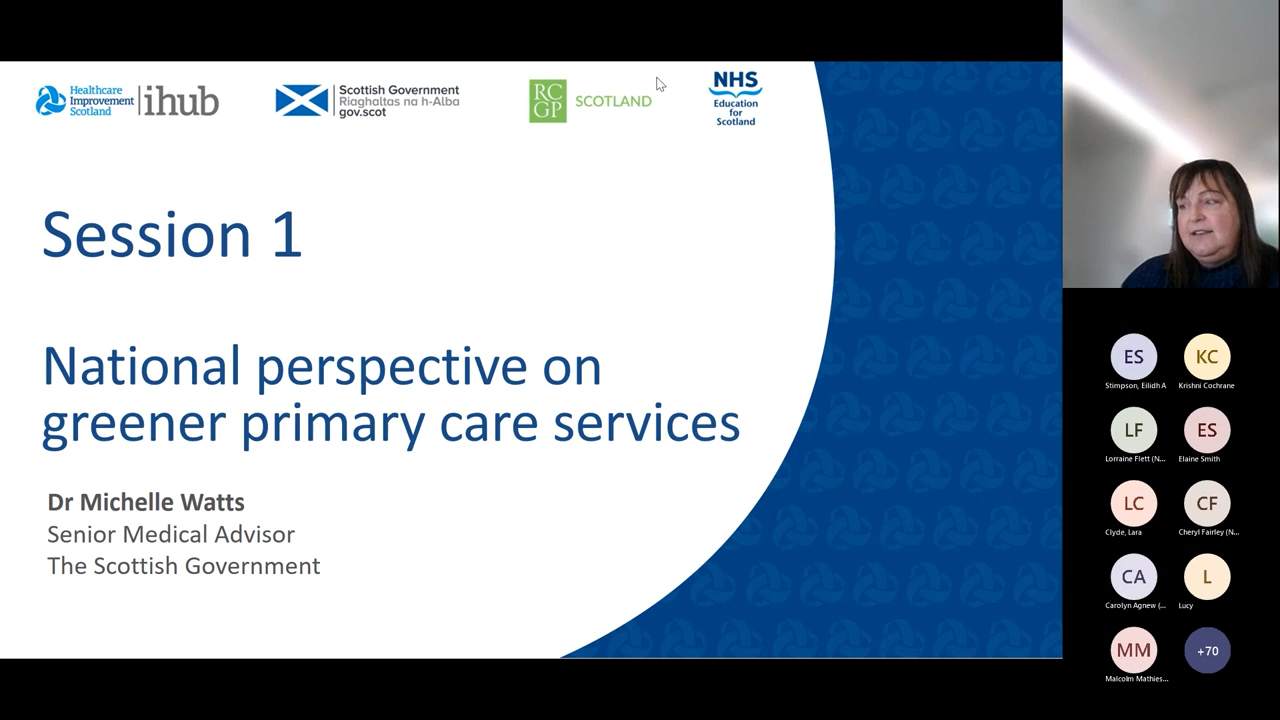 Healthcare
Improvement
Scotland
ihub
Scottish Government
Riaghaltas na h-Alba
gov.scot
RC
GP
SCOTLAND
NHS
Education
for
Scotland
Session 1
National perspective on
greener primary care services
Dr Michelle Watts
Senior Medical Advisor
The Scottish Government
ES
KC
Stimpson, Eilidh A
Krishni Cochrane
LF
ES
Lorraine Flett (N...
Elaine Smith
LC
CF
Clyde, Lara
Cheryl Fairley (N...
CA
L
Carolyn Agnew (...
Lucy
MM
+70
Malcolm Mathies...